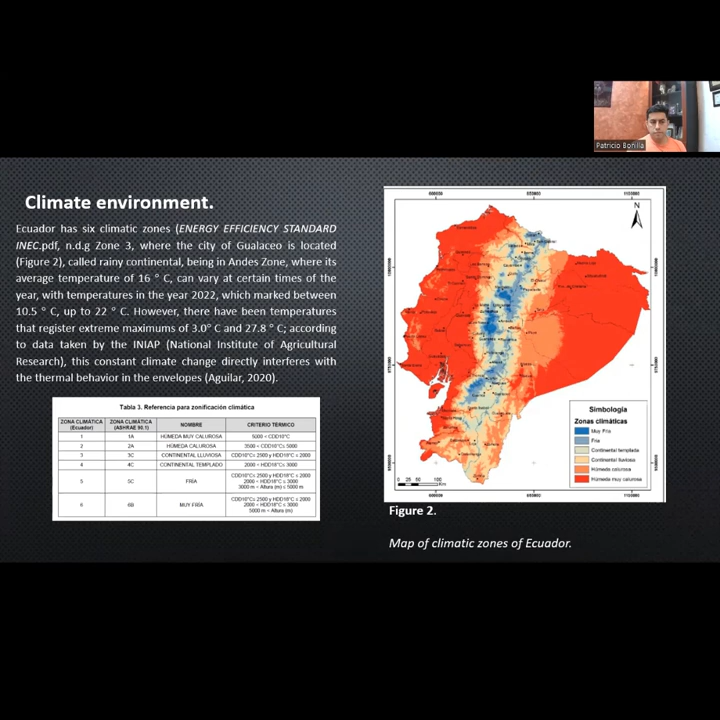 Patricio Bonilla
Climate environment.
Ecuador has six climatic zones (ENERGY EFFICIENCY STANDARD
INEC.pdf, n.d.g Zone 3, where the city of Gualaceo is located
(Figure 2), called rainy continental, being in Andes Zone, where its
average temperature of 16 ° C, can vary at certain times of the
year, with temperatures in the year 2022, which marked between
10.5 ° C, up to 22 ° C. However, there have been temperatures
that register extreme maximums of 3.0° C and 27.8 ° C; according
to data taken by the INIAP (National Institute of Agricultural
Research), this constant climate change directly interferes with
the thermal behavior in the envelopes (Aguilar, 2020).
Tabla 3. Referencia para zonificación climática
ZONA CLIMÁTICA (Ecuador) ZONA CLIMÁTICA (ASHRAE 90.1) NOMBRE CRITERIO TÉRMICO
1 1A HÚMEDA MUY CALUROSA 5000 < CDD10°C
2 2A HÚMEDA CALUROSA 3500 < CDD10°C≤ 5000
3 3C CONTINENTAL LLUVIOSA CDD10°C≤ 2500 y HDD18°C ≤ 2000
4 4C CONTINENTAL TEMPLADO 2000 < HDD18°C≤ 3000
5 5C FRÍA CDD10°C≤ 2500 y HDD18°C ≤ 2000
2000 < HDD18°C ≤ 3000
3000 m < Altura (m) ≤ 5000 m
6 6B MUY FRÍA CDD10°C≤ 2500 y HDD18°C ≤ 2000
2000 < HDD18°C ≤ 3000
5000 m < Altura (m)
N
Simbología
Zonas climáticas
Muy Fria
Fria
Continental templada
Continental lluviosa
Húmeda calurosa
Húmeda muy calurosa
0 25 50 100
Km
Figure 2.
Map of climatic zones of Ecuador.